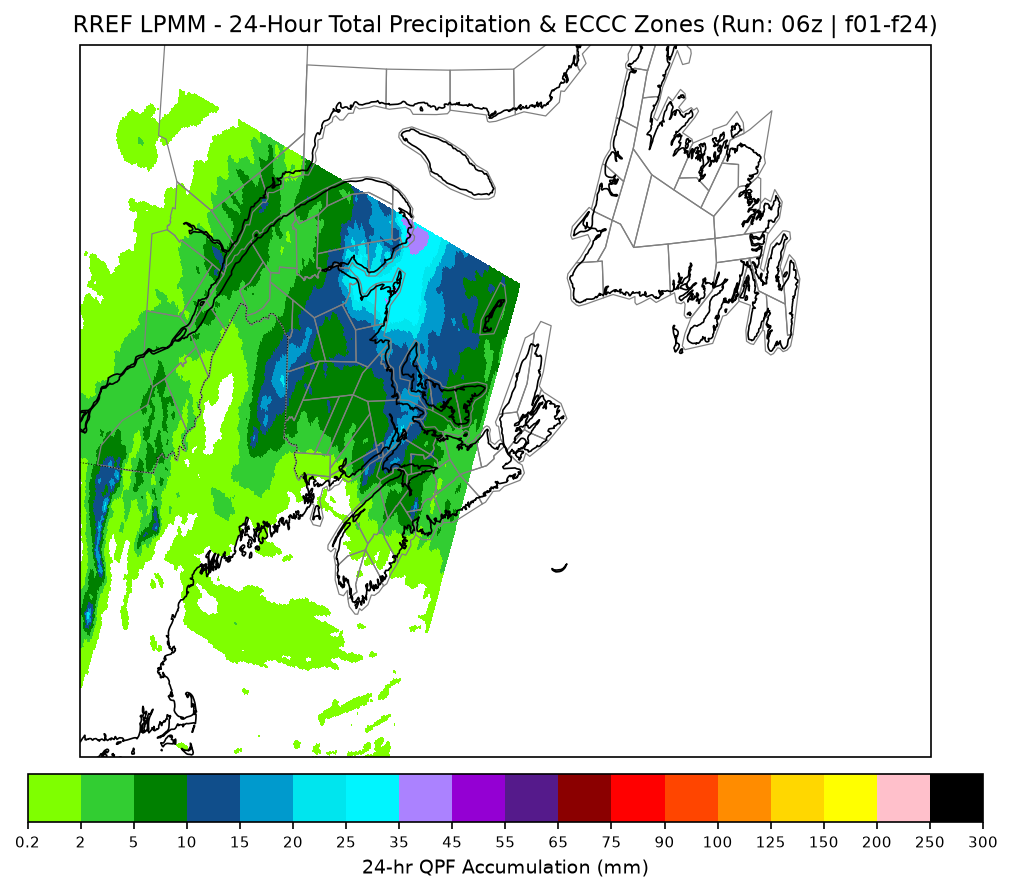 RREF LPMM - 24-Hour Total Precipitation & ECCC Zones (Run: 06z | f01-f24)
0.2 2 5 10 15 20 25 35 45 55 65 75 90 100 125 150 200 250 300
24-hr QPF Accumulation (mm)